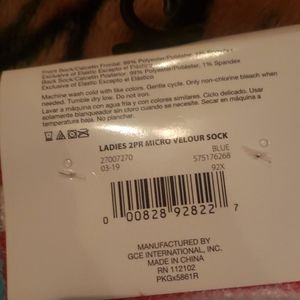 Front Sock/Calcetin Frontal: 99% Polyester/Poliéster, 1% Spandex
Exclusive of Elastic Excepto el Elástico
Back Sock/Calcetin Posterior: 99% Polyester/Poliéster, 1% Spandex
Exclusive of Elastic Excepto el Elástico
Machine wash cold with like colors. Gentle cycle. Only non-chlorine bleach when
needed. Tumble dry low. Do not iron.
Lavar a máquina con agua fria y con colores similares. Ciclo delicado. Usar
solamente blanqueador sin cloro cuando se necesite. Secar en máquina a
temperatura baja. No planchar.
LADIES 2PR MICRO VELOUR SOCK
27007270 BLUE
03-19 575176268
92X
0 00828 92822 7
MANUFACTURED BY
GCE INTERNATIONAL, INC.
MADE IN CHINA
RN 112102
PKGx5861R